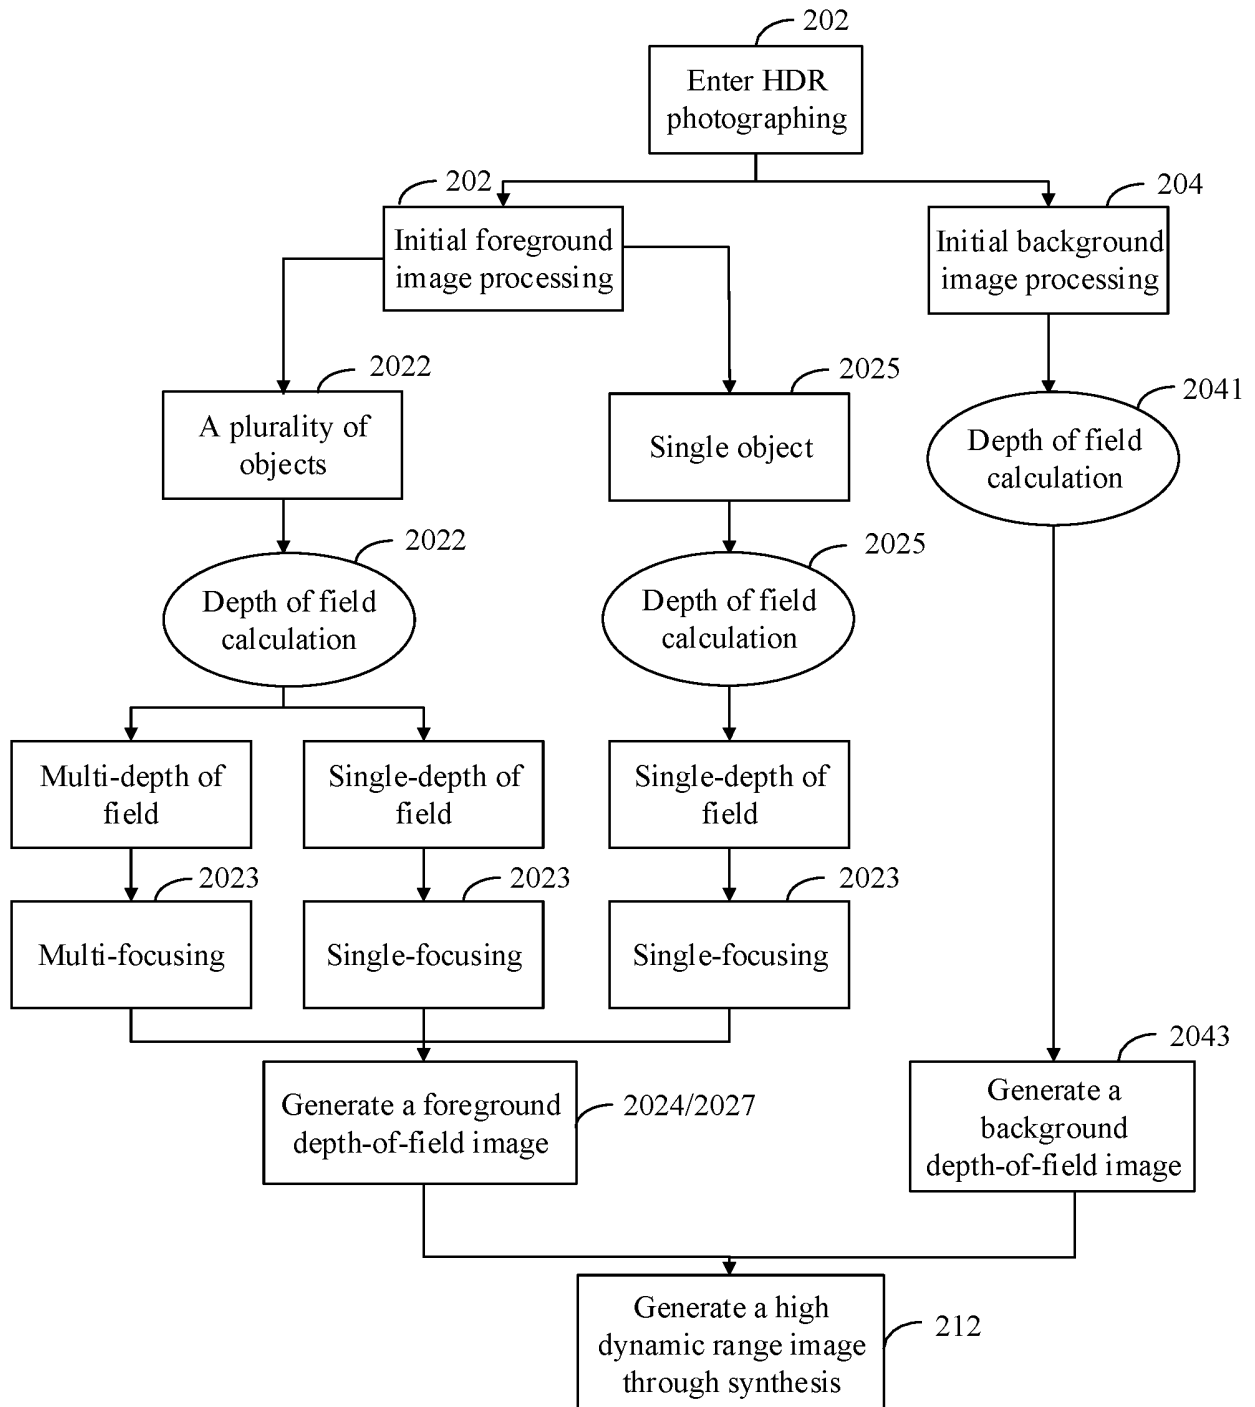 202
Enter HDR
photographing
202
204
Initial foreground
image processing
Initial background
image processing
2022
2025
2041
A plurality of
objects
Single object
Depth of field
calculation
2022
2025
Depth of field
calculation
Depth of field
calculation
Multi-depth of
field
Single-depth of
field
Single-depth of
field
2023
2023
2023
Multi-focusing
Single-focusing
Single-focusing
2043
Generate a foreground
depth-of-field image
2024/2027
Generate a
background
depth-of-field image
Generate a high
dynamic range image
through synthesis
212